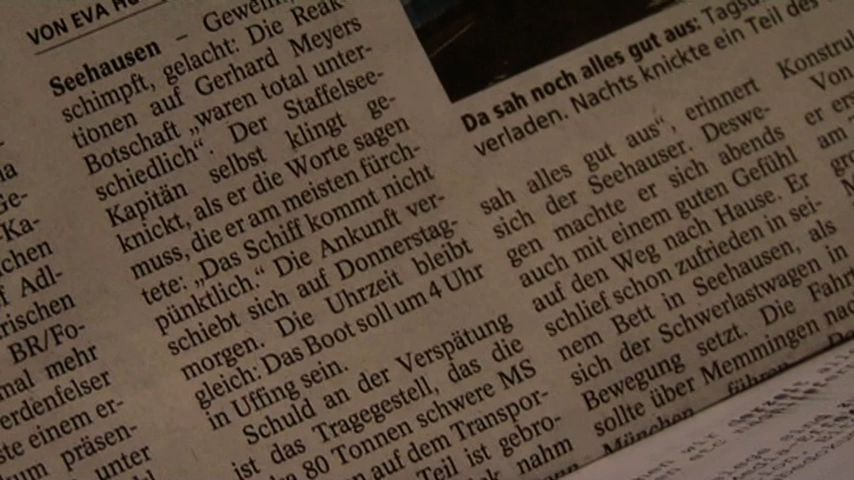 VON EVA
Seehausen –
schimpft, gelacht: Die Reak-
tionen auf Gerhard Meyers
Botschaft „waren total unter-
schiedlich“. Der Staffelsee-
Kapitän selbst klingt ge-
knickt, als er die Worte sagen
muss, die er am meisten fürch-
tete: „Das Schiff kommt nicht
pünktlich.“ Die Ankunft ver-
schiebt sich auf Donnerstag-
morgen. Die Uhrzeit bleibt
gleich: Das Boot soll um 4 Uhr
in Uffing sein.
Schuld an der Verspätung
ist das Tragegestell, das die
80 Tonnen schwere MS
auf dem Transpor-
Teil ist gebro-
nahm
Da sah noch alles gut aus:
verladen. Nachts knickte ein Teil des
sah alles gut aus“, erinnert
sich der Seehauser. Deswe-
gen machte er sich abends
auch mit einem guten Gefühl
auf den Weg nach Hause. Er
schlief schon zufrieden in sei-
nem Bett in Seehausen, als
sich der Schwerlastwagen in
Bewegung setzt. Die Fahrt
sollte über Memmingen nach
München
führen
Von
er
am
Ka-
chen
f Adl-
rischen
BR/Fo-
mal mehr
erdenfelser
ste einem er-
präsen-
unter